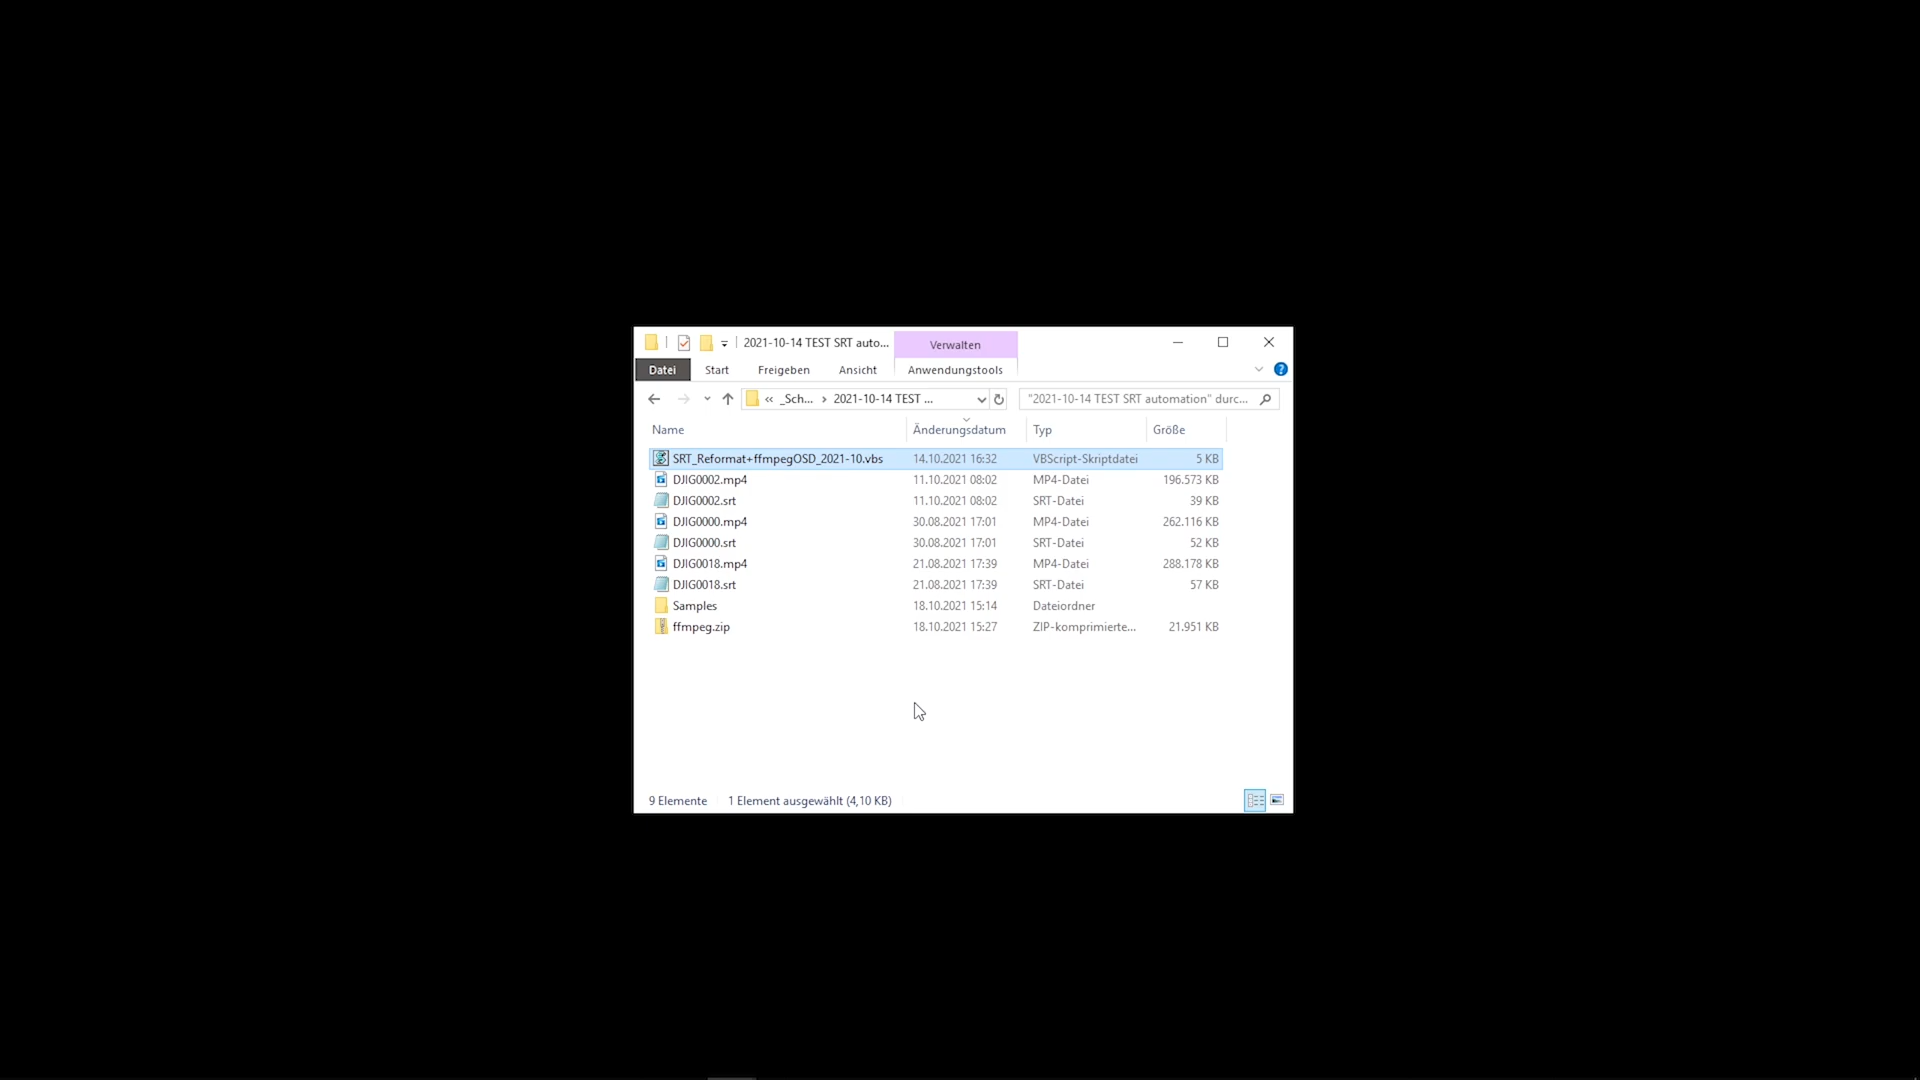 2021-10-14 TEST SRT auto... Verwalten
Datei Start Freigeben Ansicht Anwendungstools
« _Sch... › 2021-10-14 TEST ... "2021-10-14 TEST SRT automation" durc...
Name Änderungsdatum Typ Größe
SRT_Reformat+ffmpegOSD_2021-10.vbs 14.10.2021 16:32 VBScript-Skriptdatei 5 KB
DJIG0002.mp4 11.10.2021 08:02 MP4-Datei 196.573 KB
DJIG0002.srt 11.10.2021 08:02 SRT-Datei 39 KB
DJIG0000.mp4 30.08.2021 17:01 MP4-Datei 262.116 KB
DJIG0000.srt 30.08.2021 17:01 SRT-Datei 52 KB
DJIG0018.mp4 21.08.2021 17:39 MP4-Datei 288.178 KB
DJIG0018.srt 21.08.2021 17:39 SRT-Datei 57 KB
Samples 18.10.2021 15:14 Dateiordner
ffmpeg.zip 18.10.2021 15:27 ZIP-komprimierte... 21.951 KB
9 Elemente 1 Element ausgewählt (4,10 KB)